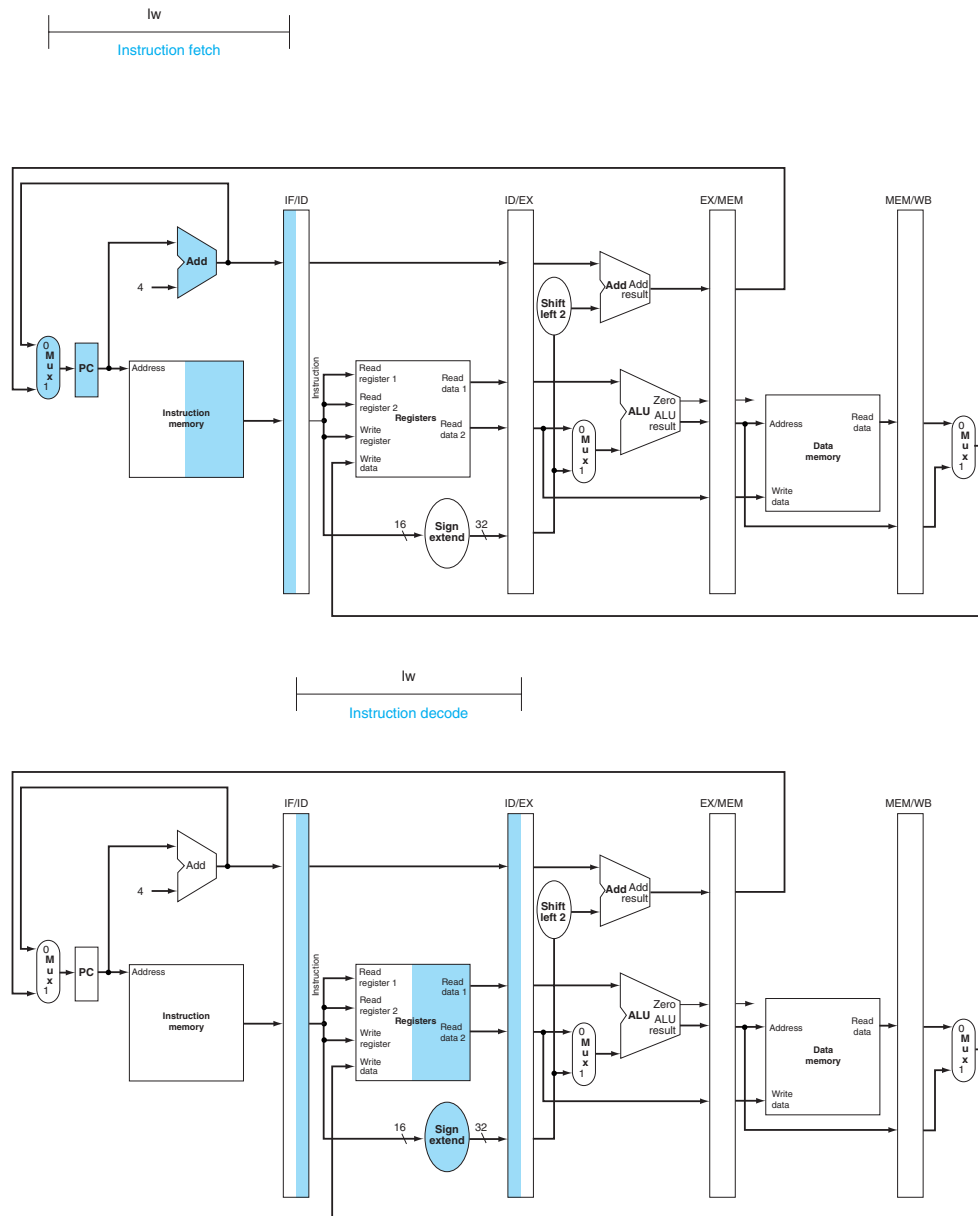 lw
Instruction fetch
IF/ID
ID/EX
EX/MEM
MEM/WB
Add
4
Shift
left 2
Add Add
result
0
M
u
x
1
PC
Address
Instruction
memory
Instruction
Read
register 1
Read
register 2
Write
register
Write
data
Registers
Read
data 1
Read
data 2
16
Sign
extend
32
0
M
u
x
1
Zero
ALU ALU
result
Address
Write
data
Data
memory
Read
data
0
M
u
x
1
lw
Instruction decode
IF/ID
ID/EX
EX/MEM
MEM/WB
Add
4
Shift
left 2
Add Add
result
0
M
u
x
1
PC
Address
Instruction
memory
Instruction
Read
register 1
Read
register 2
Write
register
Write
data
Registers
Read
data 1
Read
data 2
16
Sign
extend
32
0
M
u
x
1
Zero
ALU ALU
result
Address
Write
data
Data
memory
Read
data
0
M
u
x
1